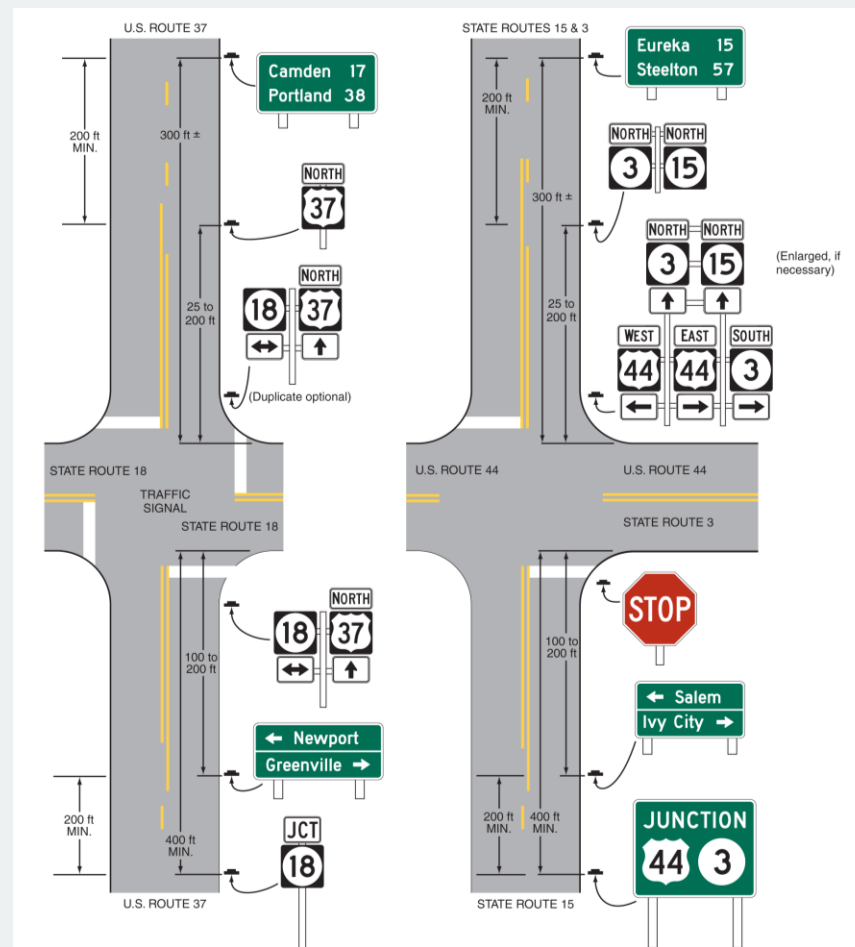 U.S. ROUTE 37
Camden 17
Portland 38
200 ft
MIN.
300 ft ±
NORTH
37
25 to
200 ft
NORTH
18
37
(Duplicate optional)
STATE ROUTE 18
TRAFFIC
SIGNAL
STATE ROUTE 18
NORTH
18
37
100 to
200 ft
← Newport
Greenville →
200 ft
MIN.
400 ft
MIN.
JCT
18
U.S. ROUTE 37
STATE ROUTES 15 & 3
Eureka 15
Steelton 57
200 ft
MIN.
NORTH NORTH
3 15
300 ft ±
NORTH NORTH
3 15
(Enlarged, if
necessary)
25 to
200 ft
WEST EAST SOUTH
44 44 3
U.S. ROUTE 44
U.S. ROUTE 44
STATE ROUTE 3
STOP
100 to
200 ft
← Salem
Ivy City →
200 ft
MIN.
400 ft
MIN.
JUNCTION
44 3
STATE ROUTE 15